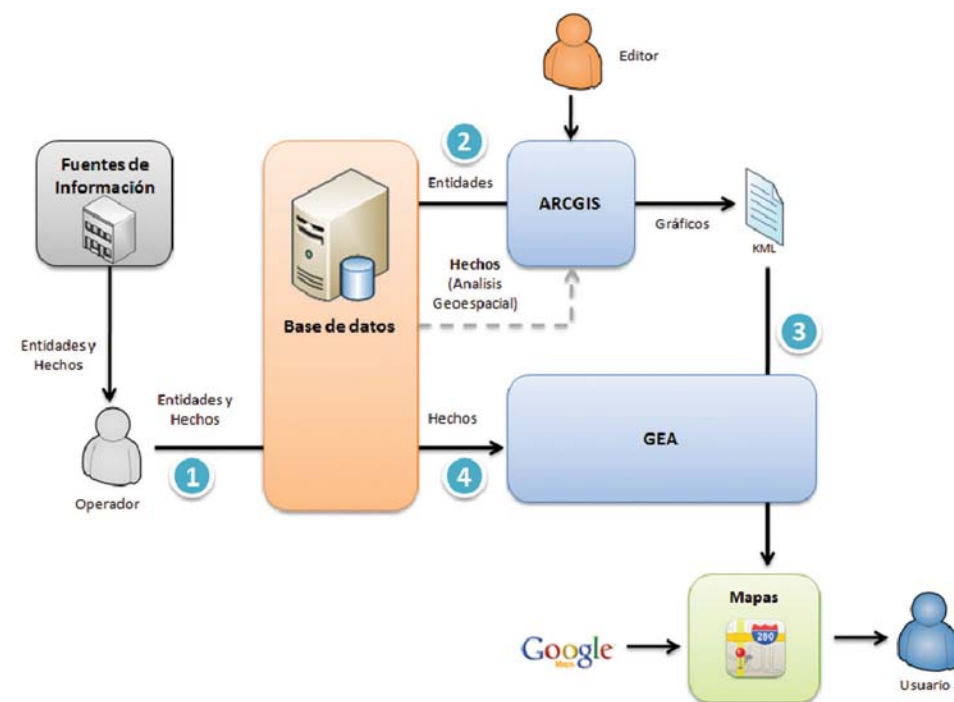 Editor
2
Fuentes de
Información
Entidades
ARCGIS
Gráficos
KML
Hechos
(Analisis
Geoespacial)
Base de datos
3
Entidades y
Hechos
Entidades y
Hechos
Hechos
GEA
1
4
Operador
Mapas
280
Google
Maps
Usuario